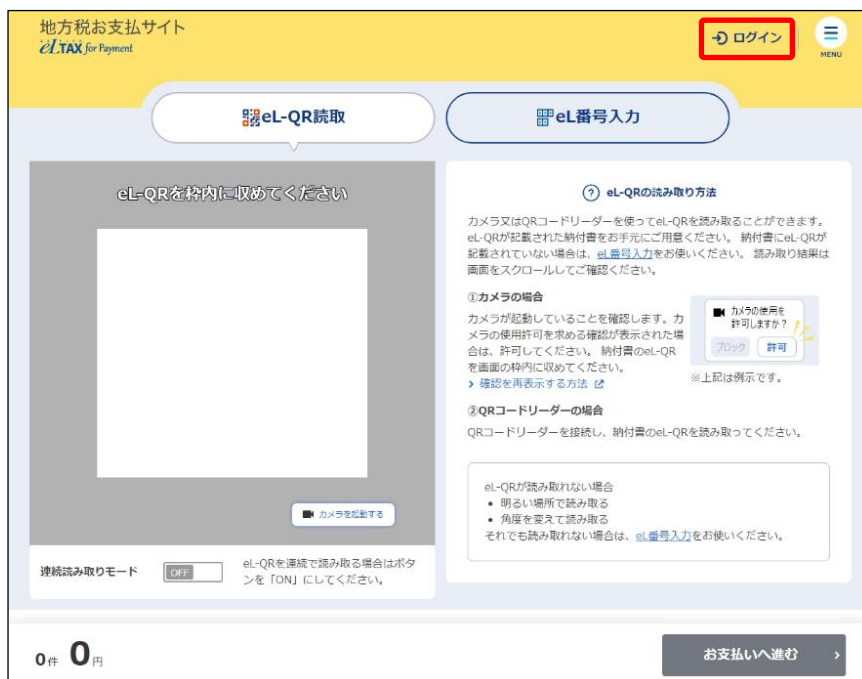 地方税お支払サイト
eLTAX for Payment
ログイン
MENU
eL-QR読取
eL番号入力
eL-QRを枠内に収めてください
カメラを起動する
連続読み取りモード
OFF
eL-QRを連続で読み取る場合はボタ
ンを「ON」にしてください。
eL-QRの読み取り方法
カメラ又はQRコードリーダーを使ってeL-QRを読み取ることができます。
eL-QRが記載された納付書をお手元にご用意ください。 納付書にeL-QRが
記載されていない場合は、eL番号入力をお使いください。 読み取り結果は
画面をスクロールしてご確認ください。
①カメラの場合
カメラが起動していることを確認します。カ
メラの使用許可を求める確認が表示された場
合は、許可してください。 納付書のeL-QR
を画面の枠内に収めてください。
› 確認を再表示する方法
カメラの使用を
許可しますか？
ブロック 許可
※上記は例示です。
②QRコードリーダーの場合
QRコードリーダーを接続し、納付書のeL-QRを読み取ってください。
eL-QRが読み取れない場合
• 明るい場所で読み取る
• 角度を変えて読み取る
それでも読み取れない場合は、eL番号入力をお使いください。
0件 0円
お支払いへ進む ›